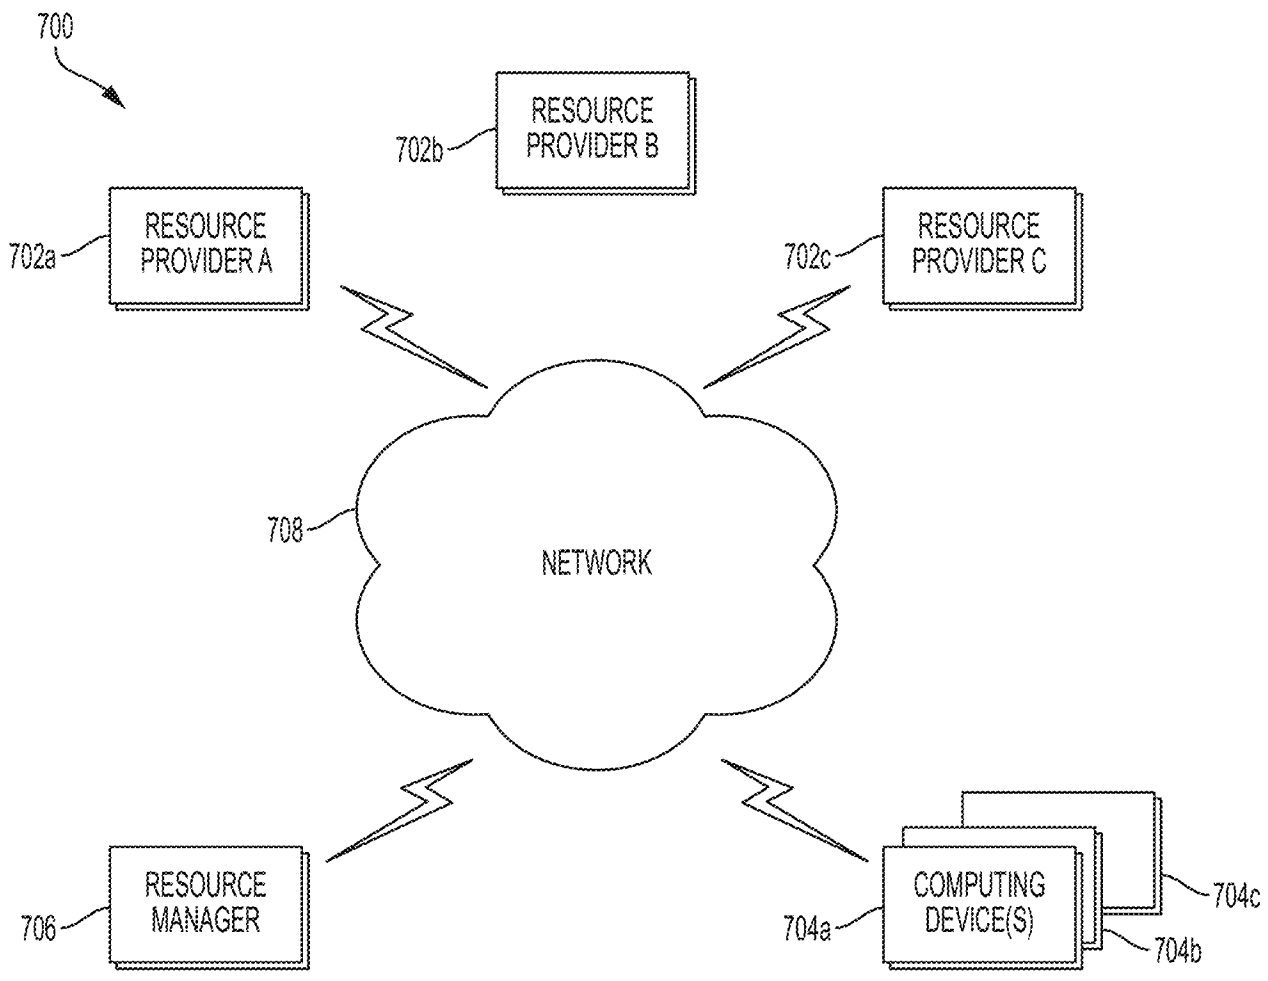 700
RESOURCE
PROVIDER B
702b
RESOURCE
PROVIDER A
702a
RESOURCE
PROVIDER C
702c
708
NETWORK
RESOURCE
MANAGER
706
COMPUTING
DEVICE(S)
704a
704b
704c